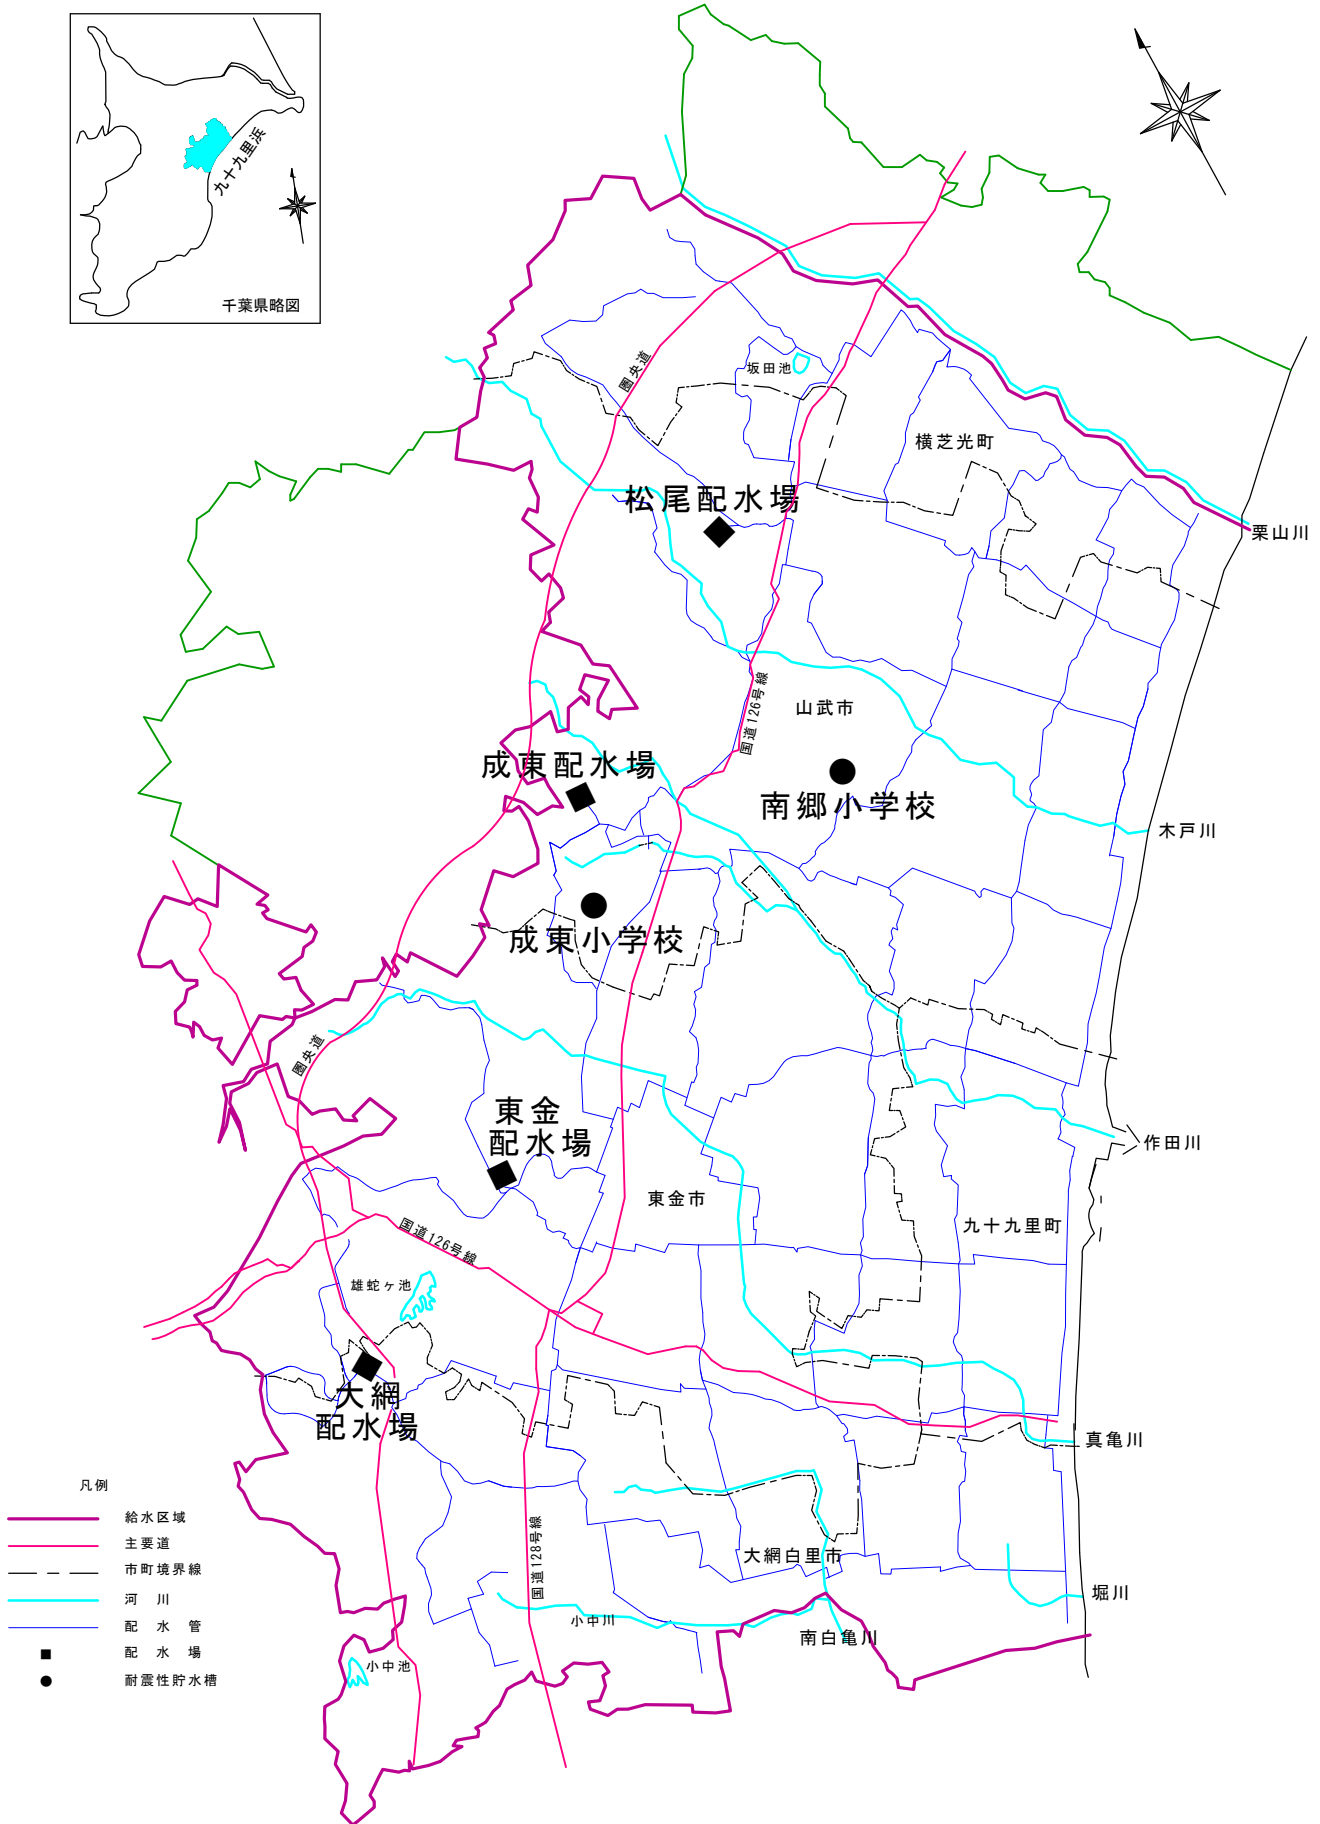 九十九里浜
千葉県略図
圏央道
坂田池
横芝光町
松尾配水場
栗山川
国道126号線
山武市
成東配水場
南郷小学校
木戸川
成東小学校
圏央道
東金
配水場
作田川
東金市
九十九里町
国道126号線
雄蛇ヶ池
大網
配水場
真亀川
国道128号線
大網白里市
堀川
小中川
南白亀川
小中池
凡例
給水区域
主要道
市町境界線
河 川
配 水 管
配 水 場
耐震性貯水槽